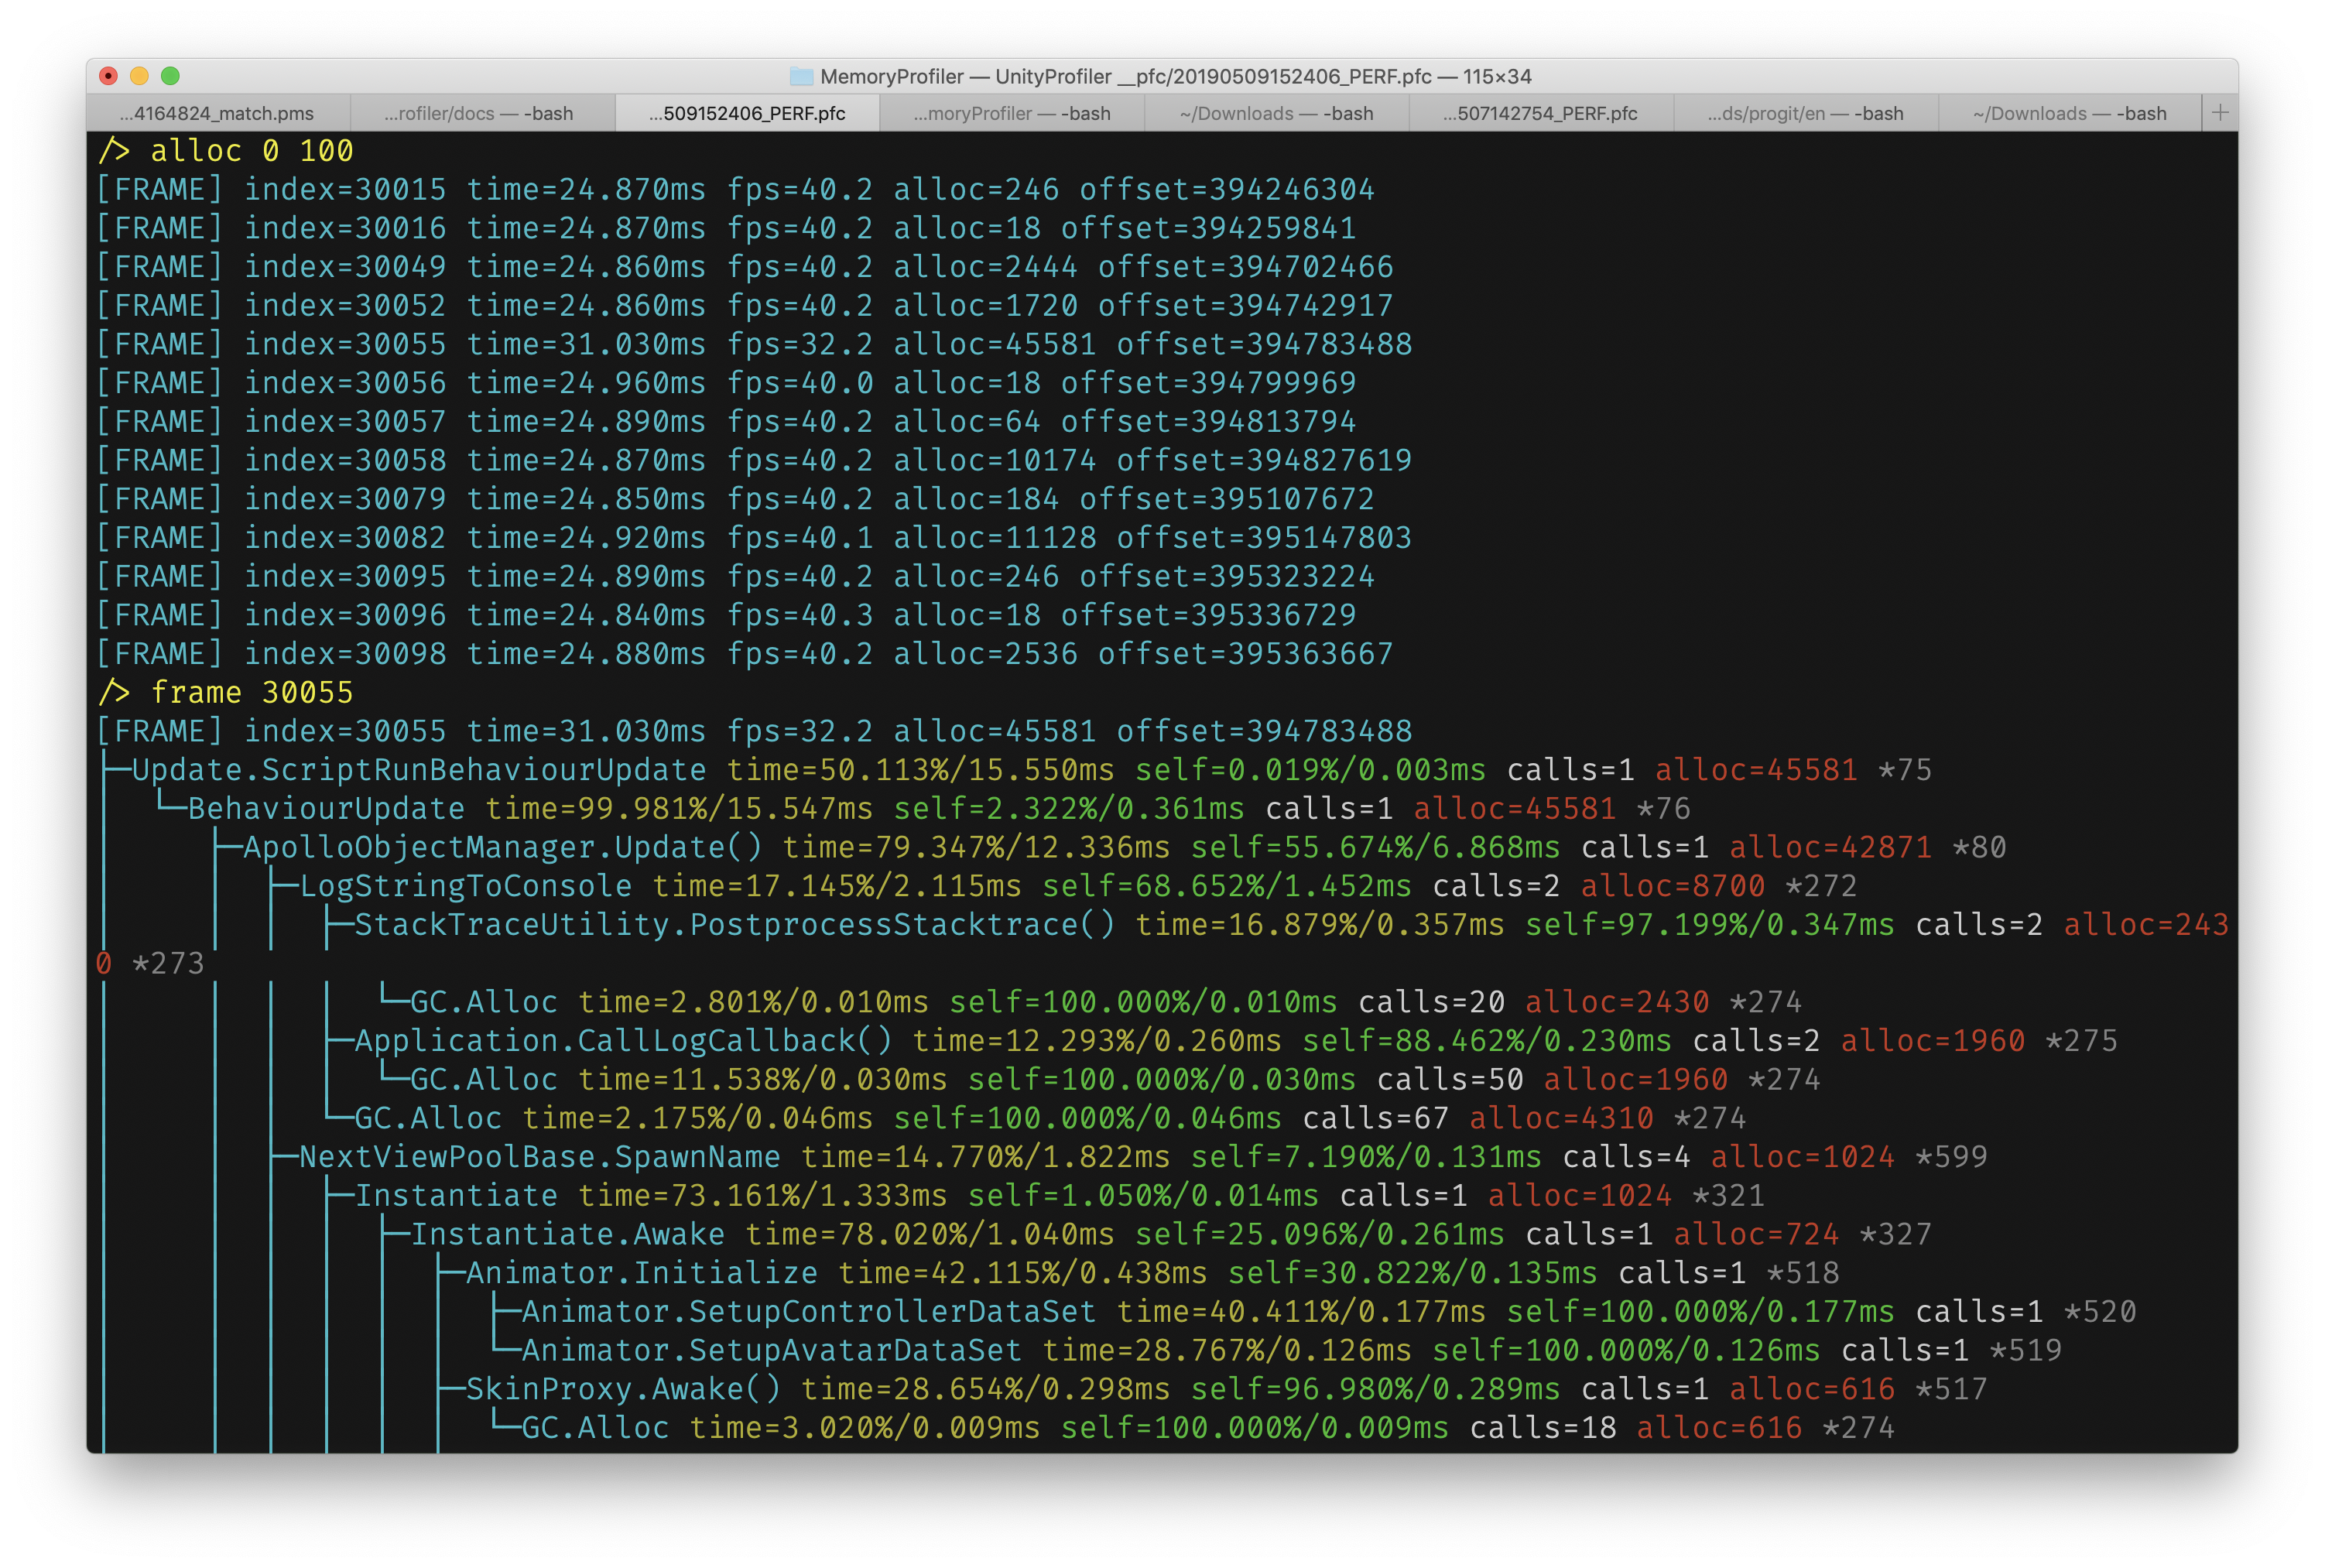 MemoryProfiler — UnityProfiler __pfc/20190509152406_PERF.pfc — 115×34
...4164824_match.pms ...rofiler/docs — -bash ...509152406_PERF.pfc ...moryProfiler — -bash ~/Downloads — -bash ...507142754_PERF.pfc ...ds/progit/en — -bash ~/Downloads — -bash +
/> alloc 0 100
[FRAME] index=30015 time=24.870ms fps=40.2 alloc=246 offset=394246304
[FRAME] index=30016 time=24.870ms fps=40.2 alloc=18 offset=394259841
[FRAME] index=30049 time=24.860ms fps=40.2 alloc=2444 offset=394702466
[FRAME] index=30052 time=24.860ms fps=40.2 alloc=1720 offset=394742917
[FRAME] index=30055 time=31.030ms fps=32.2 alloc=45581 offset=394783488
[FRAME] index=30056 time=24.960ms fps=40.0 alloc=18 offset=394799969
[FRAME] index=30057 time=24.890ms fps=40.2 alloc=64 offset=394813794
[FRAME] index=30058 time=24.870ms fps=40.2 alloc=10174 offset=394827619
[FRAME] index=30079 time=24.850ms fps=40.2 alloc=184 offset=395107672
[FRAME] index=30082 time=24.920ms fps=40.1 alloc=11128 offset=395147803
[FRAME] index=30095 time=24.890ms fps=40.2 alloc=246 offset=395323224
[FRAME] index=30096 time=24.840ms fps=40.3 alloc=18 offset=395336729
[FRAME] index=30098 time=24.880ms fps=40.2 alloc=2536 offset=395363667
/> frame 30055
[FRAME] index=30055 time=31.030ms fps=32.2 alloc=45581 offset=394783488
├─Update.ScriptRunBehaviourUpdate time=50.113%/15.550ms self=0.019%/0.003ms calls=1 alloc=45581 *75
│  └─BehaviourUpdate time=99.981%/15.547ms self=2.322%/0.361ms calls=1 alloc=45581 *76
│     ├─ApolloObjectManager.Update() time=79.347%/12.336ms self=55.674%/6.868ms calls=1 alloc=42871 *80
│     │  ├─LogStringToConsole time=17.145%/2.115ms self=68.652%/1.452ms calls=2 alloc=8700 *272
│     │  │  ├─StackTraceUtility.PostprocessStacktrace() time=16.879%/0.357ms self=97.199%/0.347ms calls=2 alloc=243
0 *273
│     │  │  │  └─GC.Alloc time=2.801%/0.010ms self=100.000%/0.010ms calls=20 alloc=2430 *274
│     │  │  ├─Application.CallLogCallback() time=12.293%/0.260ms self=88.462%/0.230ms calls=2 alloc=1960 *275
│     │  │  │  └─GC.Alloc time=11.538%/0.030ms self=100.000%/0.030ms calls=50 alloc=1960 *274
│     │  │  └─GC.Alloc time=2.175%/0.046ms self=100.000%/0.046ms calls=67 alloc=4310 *274
│     │  ├─NextViewPoolBase.SpawnName time=14.770%/1.822ms self=7.190%/0.131ms calls=4 alloc=1024 *599
│     │  │  ├─Instantiate time=73.161%/1.333ms self=1.050%/0.014ms calls=1 alloc=1024 *321
│     │  │  │  ├─Instantiate.Awake time=78.020%/1.040ms self=25.096%/0.261ms calls=1 alloc=724 *327
│     │  │  │  │  ├─Animator.Initialize time=42.115%/0.438ms self=30.822%/0.135ms calls=1 *518
│     │  │  │  │  │  ├─Animator.SetupControllerDataSet time=40.411%/0.177ms self=100.000%/0.177ms calls=1 *520
│     │  │  │  │  │  └─Animator.SetupAvatarDataSet time=28.767%/0.126ms self=100.000%/0.126ms calls=1 *519
│     │  │  │  │  ├─SkinProxy.Awake() time=28.654%/0.298ms self=96.980%/0.289ms calls=1 alloc=616 *517
│     │  │  │  │  │  └─GC.Alloc time=3.020%/0.009ms self=100.000%/0.009ms calls=18 alloc=616 *274